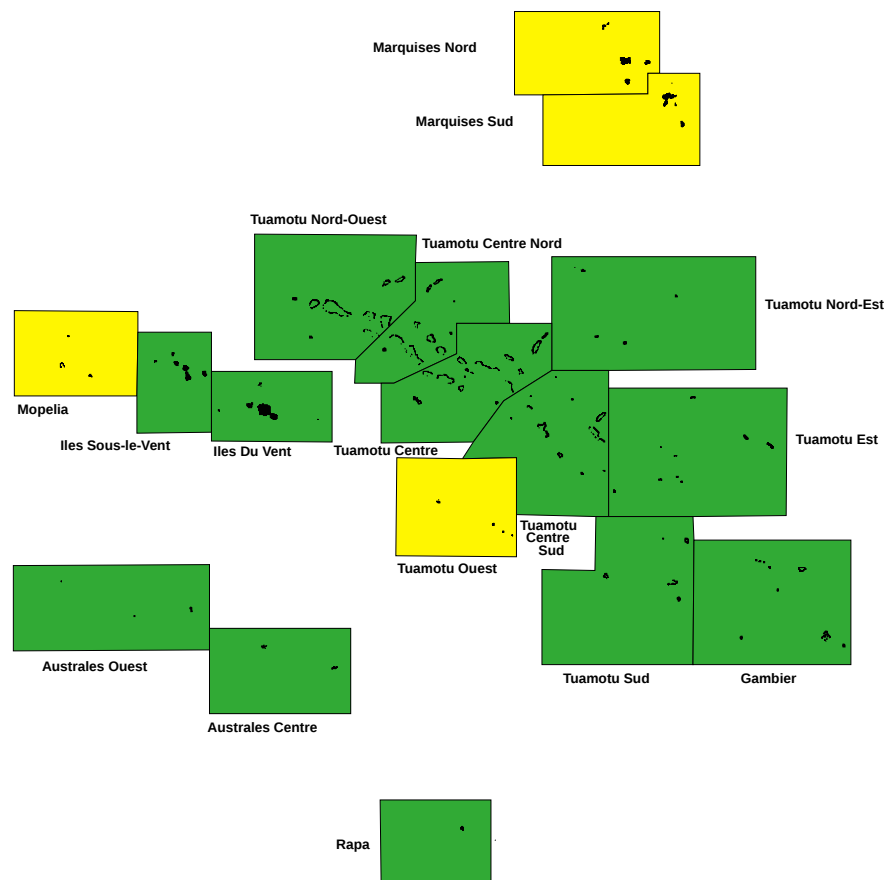 Marquises Nord
Marquises Sud
Tuamotu Nord-Ouest
Tuamotu Centre Nord
Tuamotu Nord-Est
Mopelia
Iles Sous-le-Vent
Iles Du Vent
Tuamotu Centre
Tuamotu Est
Tuamotu
Centre
Sud
Tuamotu Ouest
Australes Ouest
Tuamotu Sud
Gambier
Australes Centre
Rapa